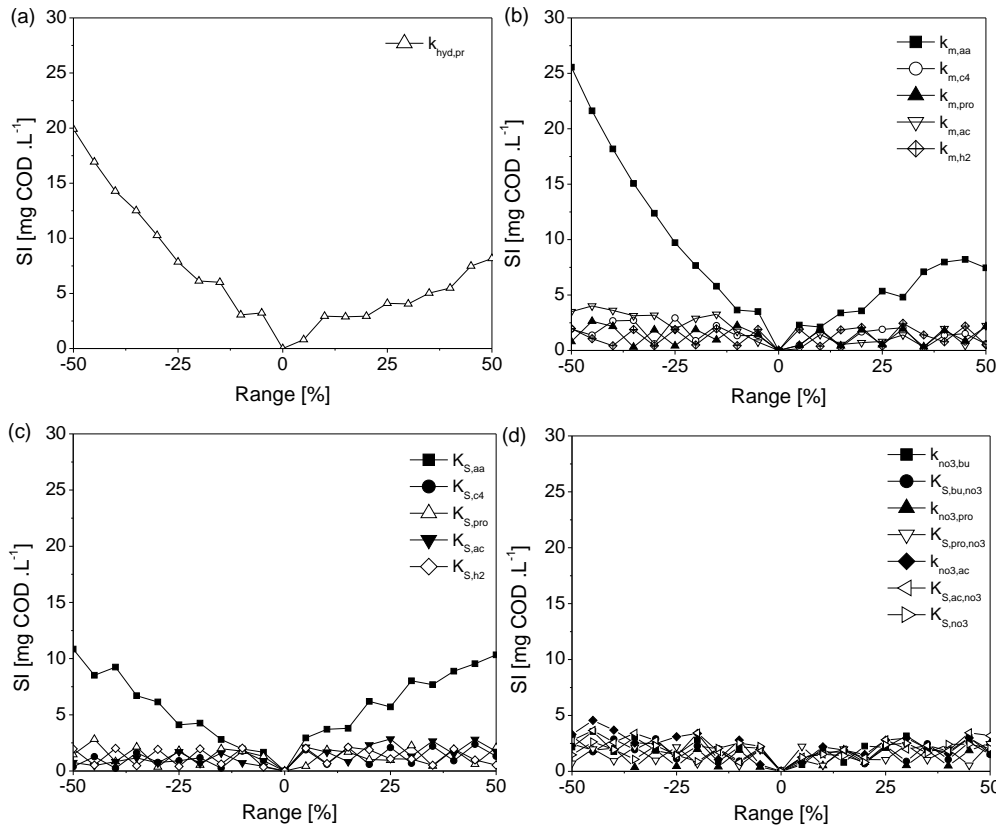 (a)
30
25
20
15
10
5
0
SI [mg COD .L⁻¹]
-50 -25 0 25 50
Range [%]
k_hyd,pr
(b)
30
25
20
15
10
5
0
SI [mg COD .L⁻¹]
-50 -25 0 25 50
Range [%]
k_m,aa
k_m,c4
k_m,pro
k_m,ac
k_m,h2
(c)
30
25
20
15
10
5
0
SI [mg COD .L⁻¹]
-50 -25 0 25 50
Range [%]
K_S,aa
K_S,c4
K_S,pro
K_S,ac
K_S,h2
(d)
30
25
20
15
10
5
0
SI [mg COD .L⁻¹]
-50 -25 0 25 50
Range [%]
k_no3,bu
K_S,bu,no3
k_no3,pro
K_S,pro,no3
k_no3,ac
K_S,ac,no3
K_S,no3